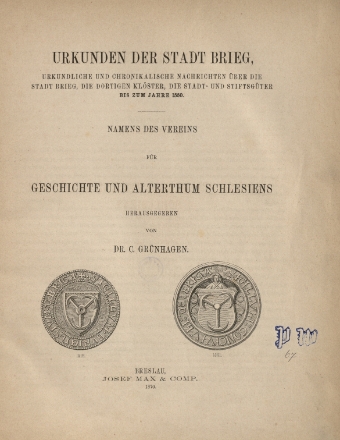 URKUNDEN DER STADT BRIEG,
URKUNDLICHE UND CHRONIKALISCHE NACHRICHTEN ÜBER DIE
STADT BRIEG, DIE DORTIGEN KLÖSTER, DIE STADT- UND STIFTSGÜTER
BIS ZUM JAHRE 1550.
NAMENS DES VEREINS
FÜR
GESCHICHTE UND ALTERTHUM SCHLESIENS
HERAUSGEGEBEN
VON
DR. C. GRÜNHAGEN.
BRESLAU.
JOSEF MAX & COMP.
1870.